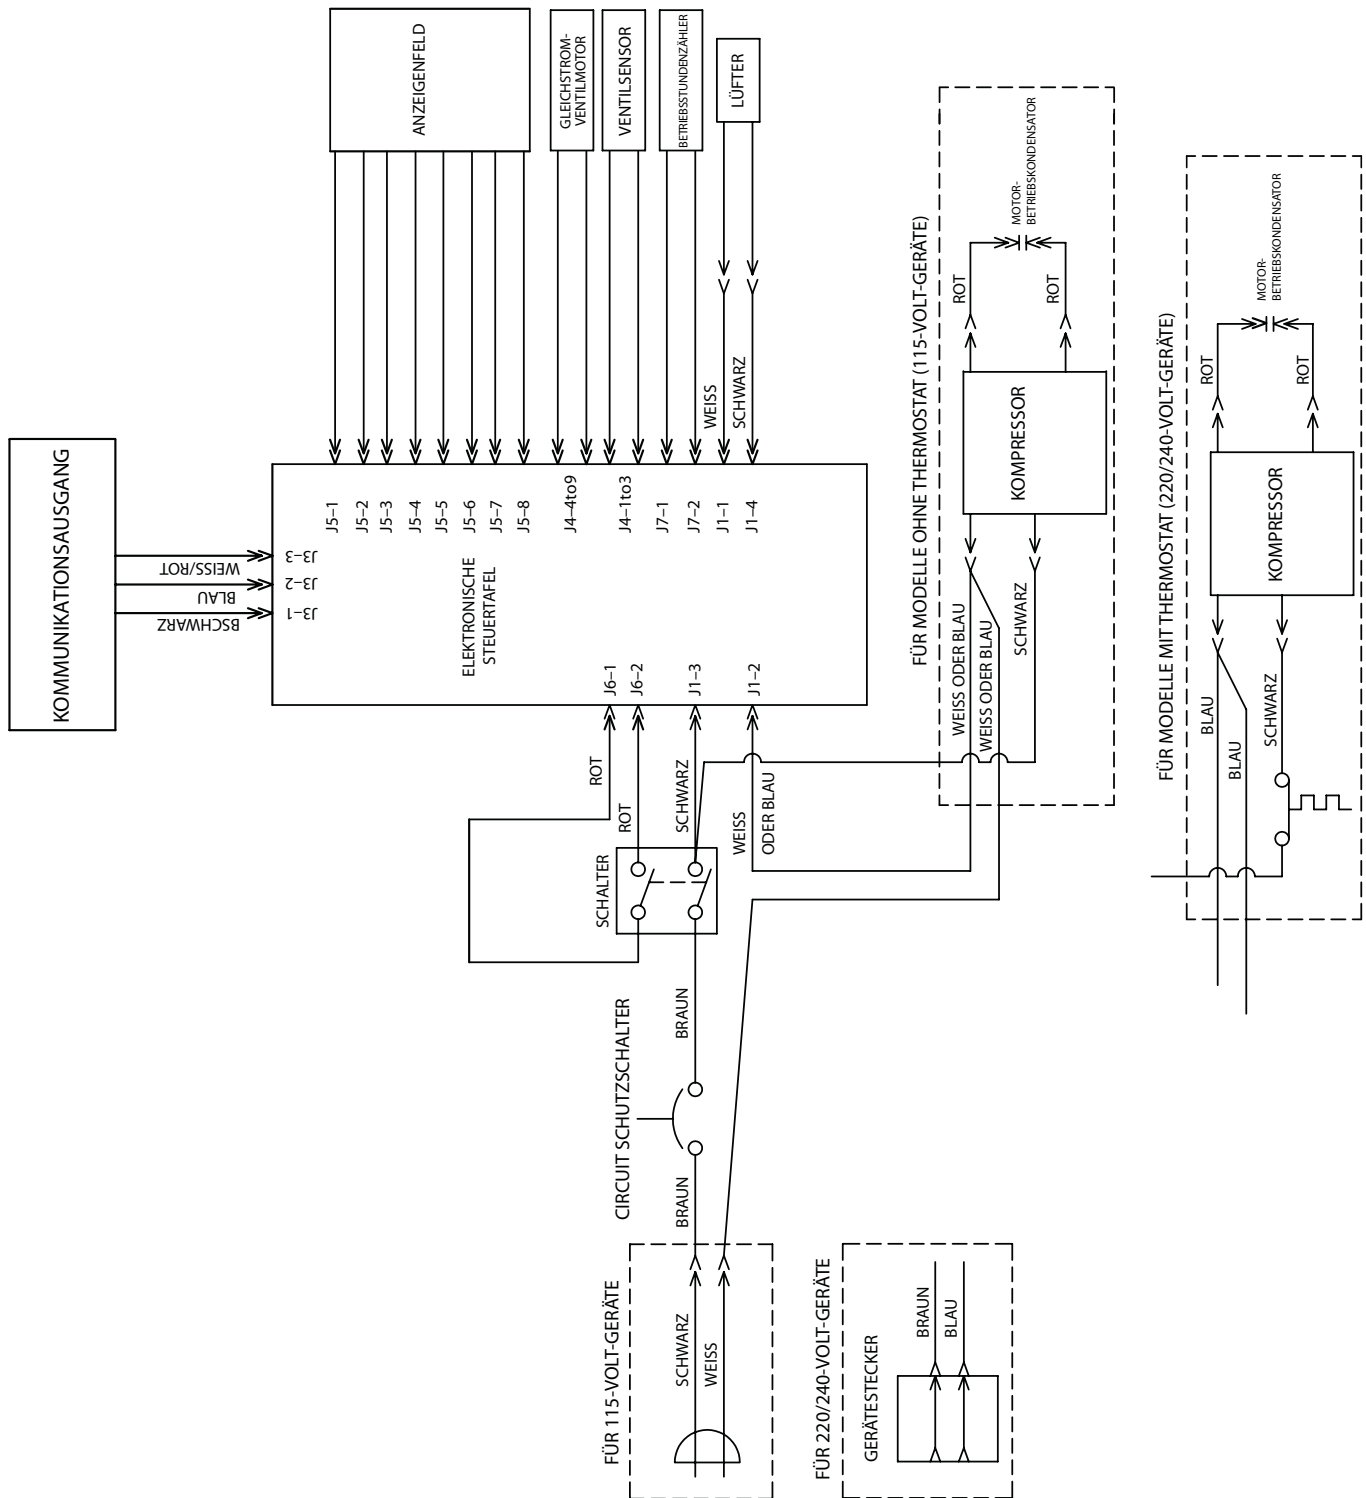 KOMMUNIKATIONSAUSGANG
BSCHWARZ
BLAU
WEISS/ROT
J3–1
J3–2
J3–3
ANZEIGENFELD
GLEICHSTROM-
VENTILMOTOR
VENTILSENSOR
BETRIEBSSTUNDENZÄHLER
LÜFTER
WEISS
SCHWARZ
J5–1
J5–2
J5–3
J5–4
J5–5
J5–6
J5–7
J5–8
J4–4to9
J4–1to3
J7–1
J7–2
J1–1
J1–4
ELEKTRONISCHE
STEUERTAFEL
J6–1
J6–2
J1–3
J1–2
ROT
ROT
SCHWARZ
WEISS
ODER BLAU
SCHALTER
CIRCUIT SCHUTZSCHALTER
BRAUN
BRAUN
FÜR 115-VOLT-GERÄTE
SCHWARZ
WEISS
FÜR 220/240-VOLT-GERÄTE
GERÄTESTECKER
BRAUN
BLAU
FÜR MODELLE OHNE THERMOSTAT (115-VOLT-GERÄTE)
WEISS ODER BLAU
WEISS ODER BLAU
SCHWARZ
KOMPRESSOR
ROT
ROT
MOTOR-
BETRIEBSKONDENSATOR
FÜR MODELLE MIT THERMOSTAT (220/240-VOLT-GERÄTE)
BLAU
BLAU
SCHWARZ
KOMPRESSOR
ROT
ROT
MOTOR-
BETRIEBSKONDENSATOR